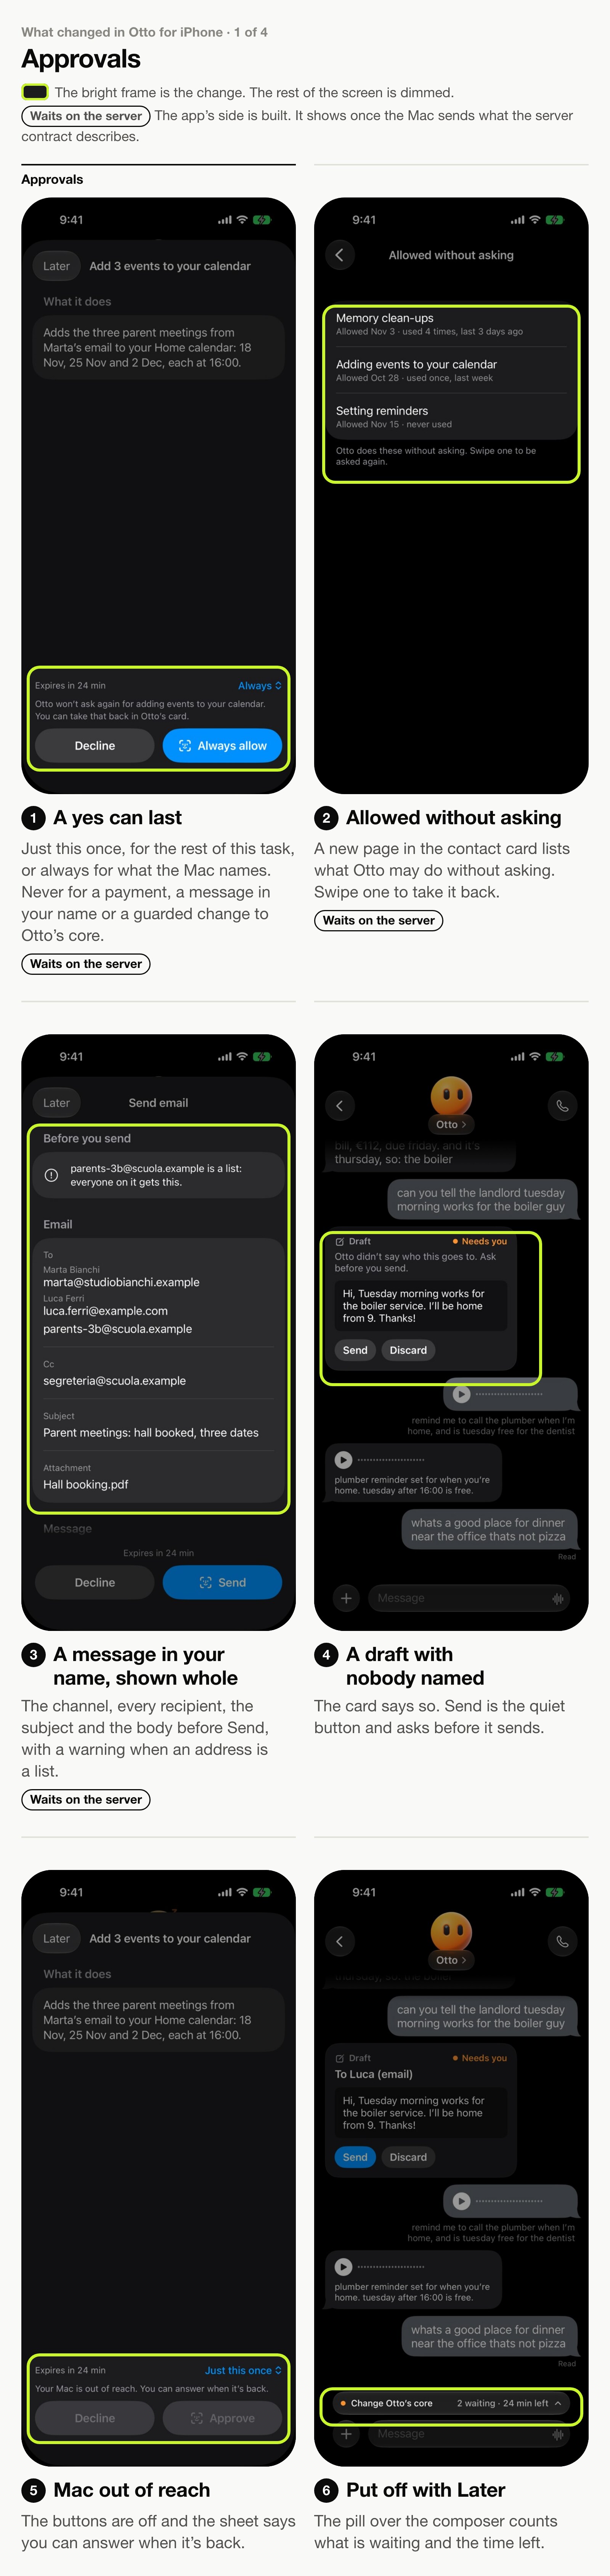 What changed in Otto for iPhone · 1 of 4
Approvals
The bright frame is the change. The rest of the screen is dimmed.
Waits on the server The app’s side is built. It shows once the Mac sends what the server
contract describes.
Approvals
9:41
Later
Add 3 events to your calendar
What it does
Adds the three parent meetings from
Marta’s email to your Home calendar: 18
Nov, 25 Nov and 2 Dec, each at 16:00.
Expires in 24 min
Always
Otto won’t ask again for adding events to your calendar.
You can take that back in Otto’s card.
Decline
Always allow
1 A yes can last
Just this once, for the rest of this task,
or always for what the Mac names.
Never for a payment, a message in
your name or a guarded change to
Otto’s core.
Waits on the server
9:41
Allowed without asking
Memory clean-ups
Allowed Nov 3 · used 4 times, last 3 days ago
Adding events to your calendar
Allowed Oct 28 · used once, last week
Setting reminders
Allowed Nov 15 · never used
Otto does these without asking. Swipe one to be
asked again.
2 Allowed without asking
A new page in the contact card lists
what Otto may do without asking.
Swipe one to take it back.
Waits on the server
9:41
Later
Send email
Before you send
parents-3b@scuola.example is a list:
everyone on it gets this.
Email
To
Marta Bianchi
marta@studiobianchi.example
Luca Ferri
luca.ferri@example.com
parents-3b@scuola.example
Cc
segreteria@scuola.example
Subject
Parent meetings: hall booked, three dates
Attachment
Hall booking.pdf
Message
Expires in 24 min
Decline
Send
3 A message in your
name, shown whole
The channel, every recipient, the
subject and the body before Send,
with a warning when an address is
a list.
Waits on the server
9:41
Otto
bill, €112, due friday. and it’s
thursday, so: the boiler
can you tell the landlord tuesday
morning works for the boiler guy
Draft
Needs you
Otto didn’t say who this goes to. Ask
before you send.
Hi, Tuesday morning works for
the boiler service. I’ll be home
from 9. Thanks!
Send
Discard
remind me to call the plumber when I’m
home, and is tuesday free for the dentist
plumber reminder set for when you’re
home. tuesday after 16:00 is free.
whats a good place for dinner
near the office thats not pizza
Read
Message
4 A draft with
nobody named
The card says so. Send is the quiet
button and asks before it sends.
9:41
Later
Add 3 events to your calendar
What it does
Adds the three parent meetings from
Marta’s email to your Home calendar: 18
Nov, 25 Nov and 2 Dec, each at 16:00.
Expires in 24 min
Just this once
Your Mac is out of reach. You can answer when it’s back.
Decline
Approve
5 Mac out of reach
The buttons are off and the sheet says
you can answer when it’s back.
9:41
Otto
thursday, so: the boiler
can you tell the landlord tuesday
morning works for the boiler guy
Draft
Needs you
To Luca (email)
Hi, Tuesday morning works for
the boiler service. I’ll be home
from 9. Thanks!
Send
Discard
remind me to call the plumber when I’m
home, and is tuesday free for the dentist
plumber reminder set for when you’re
home. tuesday after 16:00 is free.
whats a good place for dinner
near the office thats not pizza
Read
Change Otto’s core
2 waiting · 24 min left
Message
6 Put off with Later
The pill over the composer counts
what is waiting and the time left.